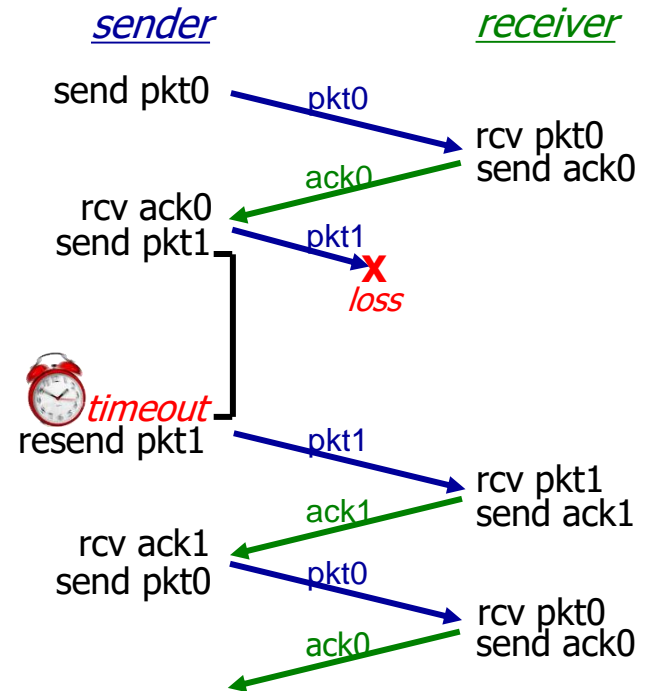 sender
receiver
send pkt0
pkt0
rcv pkt0
send ack0
ack0
rcv ack0
send pkt1
pkt1
X
loss
timeout
resend pkt1
pkt1
rcv pkt1
send ack1
ack1
rcv ack1
send pkt0
pkt0
rcv pkt0
send ack0
ack0